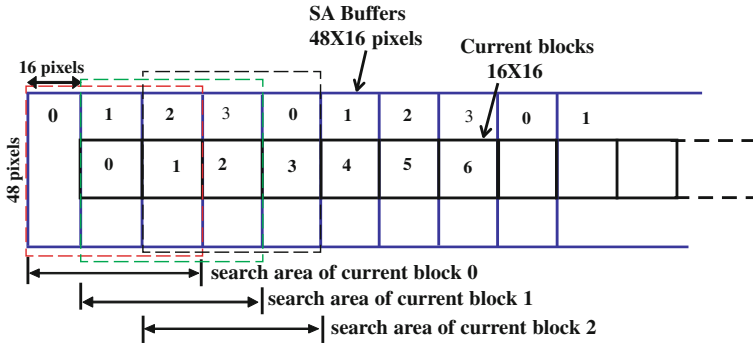 SA Buffers
48X16 pixels
Current blocks
16X16
16 pixels
48 pixels
0 1 2 3 0 1 2 3 0 1
0 1 2 3 4 5 6
search area of current block 0
search area of current block 1
search area of current block 2